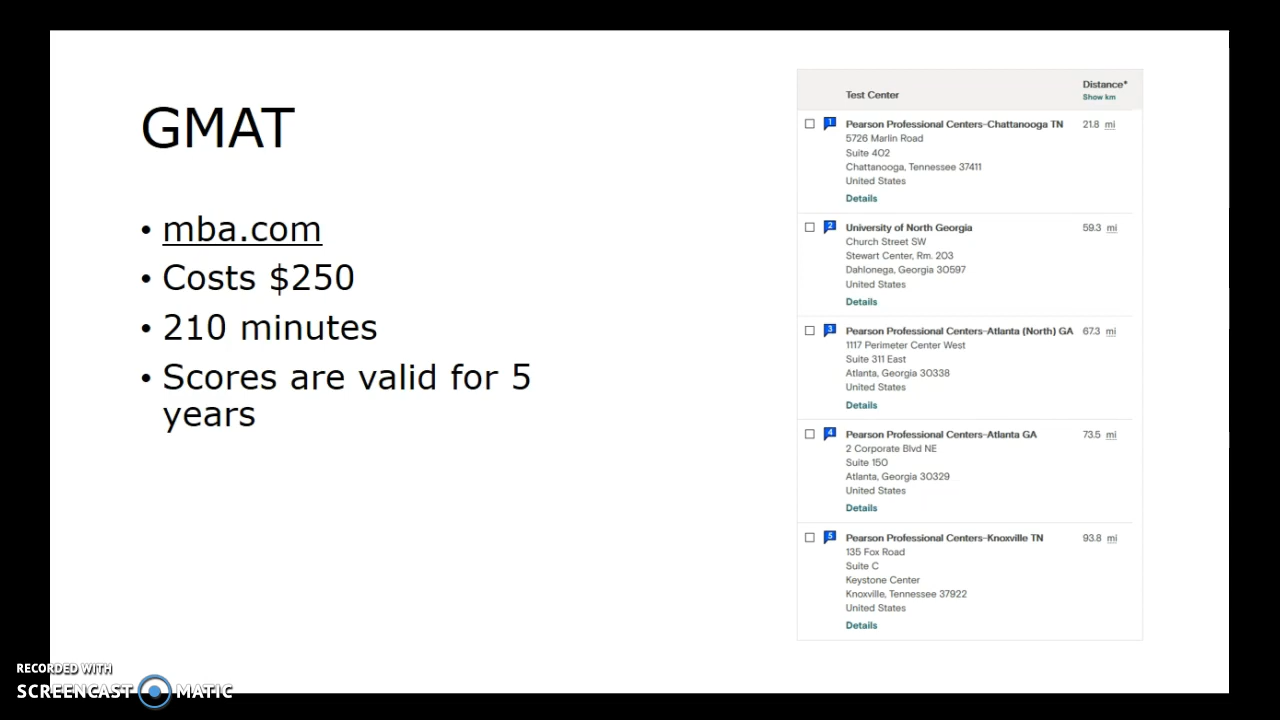 GMAT
• mba.com
• Costs $250
• 210 minutes
• Scores are valid for 5
years
Test Center
Distance*
Show km
1 Pearson Professional Centers-Chattanooga TN 21.8 mi
5726 Marlin Road
Suite 402
Chattanooga, Tennessee 37411
United States
Details
2 University of North Georgia 59.3 mi
Church Street SW
Stewart Center, Rm. 203
Dahlonega, Georgia 30597
United States
Details
3 Pearson Professional Centers-Atlanta (North) GA 67.3 mi
1117 Perimeter Center West
Suite 311 East
Atlanta, Georgia 30338
United States
Details
4 Pearson Professional Centers-Atlanta GA 73.5 mi
2 Corporate Blvd NE
Suite 150
Atlanta, Georgia 30329
United States
Details
5 Pearson Professional Centers-Knoxville TN 93.8 mi
135 Fox Road
Suite C
Keystone Center
Knoxville, Tennessee 37922
United States
Details
RECORDED WITH
SCREENCAST MATIC